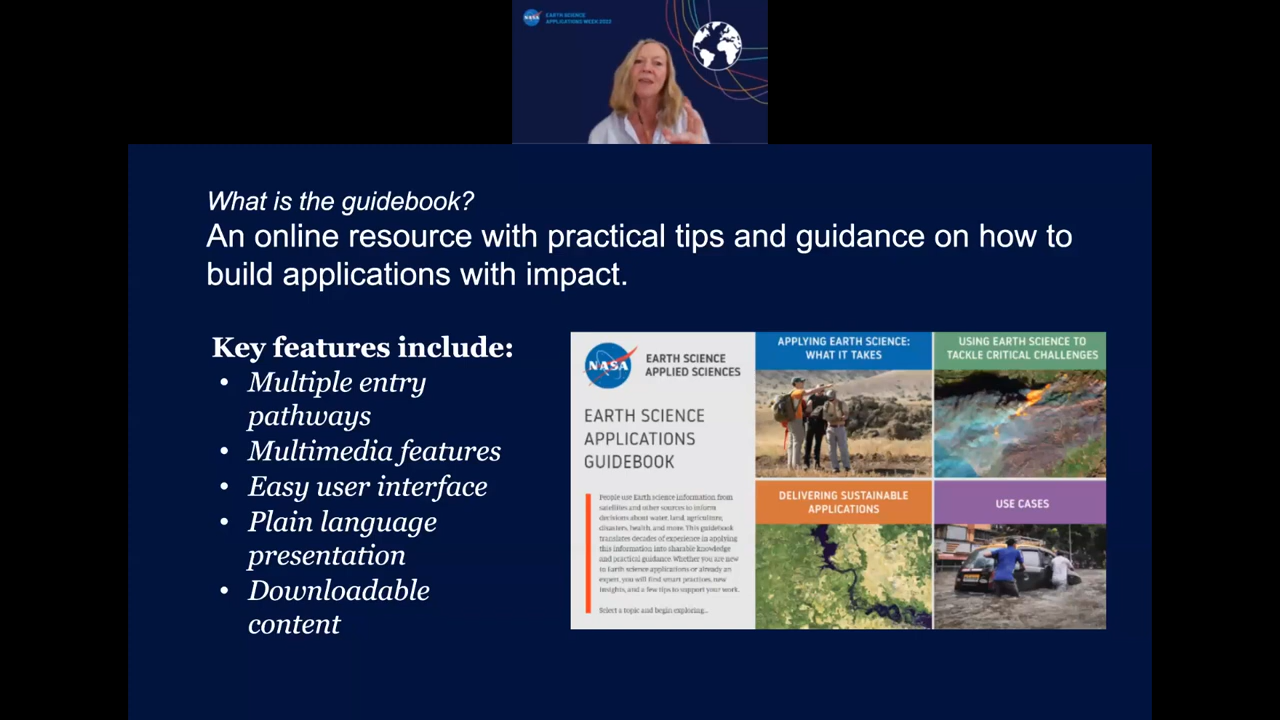 NASA
EARTH SCIENCE
APPLICATIONS WEEK 2023
What is the guidebook?
An online resource with practical tips and guidance on how to
build applications with impact.
Key features include:
• Multiple entry
pathways
• Multimedia features
• Easy user interface
• Plain language
presentation
• Downloadable
content
NASA
EARTH SCIENCE
APPLIED SCIENCES
EARTH SCIENCE
APPLICATIONS
GUIDEBOOK
People use Earth science information from
satellites and other sources to inform
decisions about water, land, agriculture,
disasters, health, and more. This guidebook
translates decades of experience in applying
this information into sharable knowledge
and practical guidance. Whether you are new
to Earth science applications or already an
expert, you will find smart practices, new
insights, and a few tips to support your work.
Select a topic and begin exploring...
APPLYING EARTH SCIENCE:
WHAT IT TAKES
USING EARTH SCIENCE TO
TACKLE CRITICAL CHALLENGES
DELIVERING SUSTAINABLE
APPLICATIONS
USE CASES